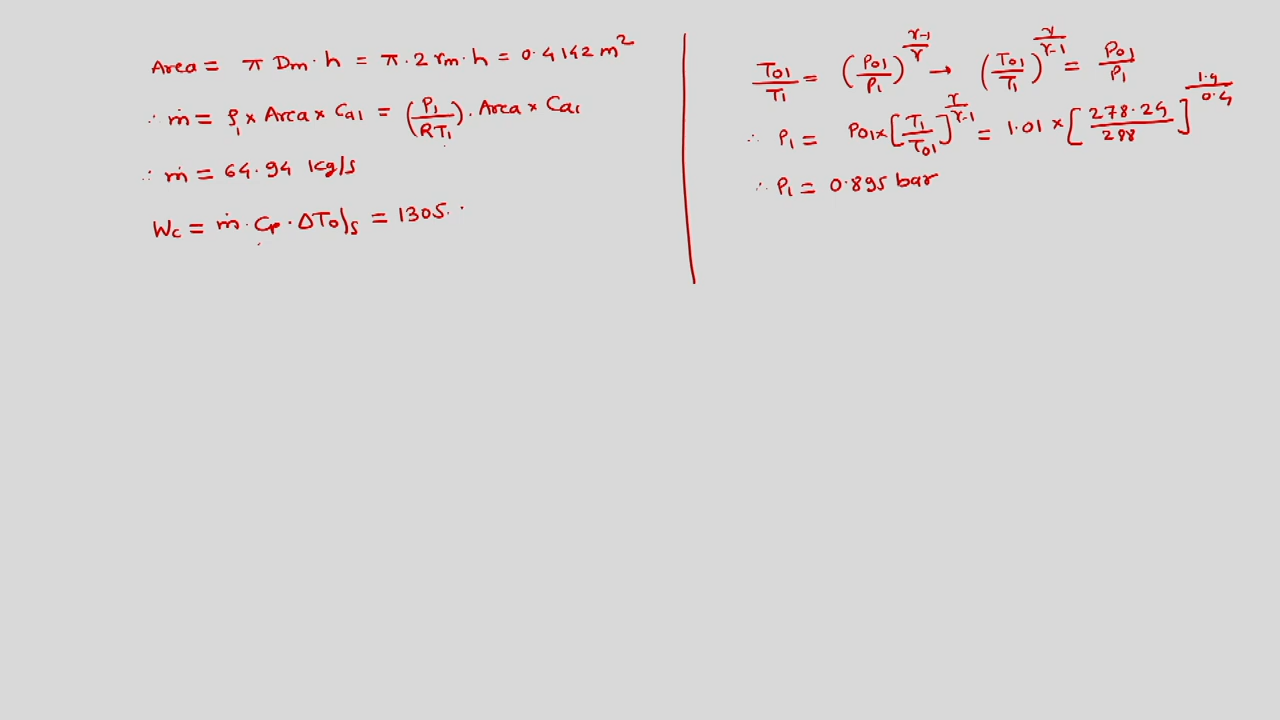 Area = π Dm · h = π · 2 rm · h = 0.4142 m²
∴ ṁ = ρ₁ × Area × Ca1 = (P1/RT1) · Area × Ca1
∴ ṁ = 64.94 kg/s
Wc = ṁ · Cp · ΔT0)s = 1305.
T01/T1 = (P01/P1)^(γ-1/γ) → (T01/T1)^(γ/γ-1) = P01/P1
∴ P1 = P01 × [T1/T01]^(γ/γ-1) = 1.01 × [278.24/288]^(1.4/0.4)
∴ P1 = 0.895 bar